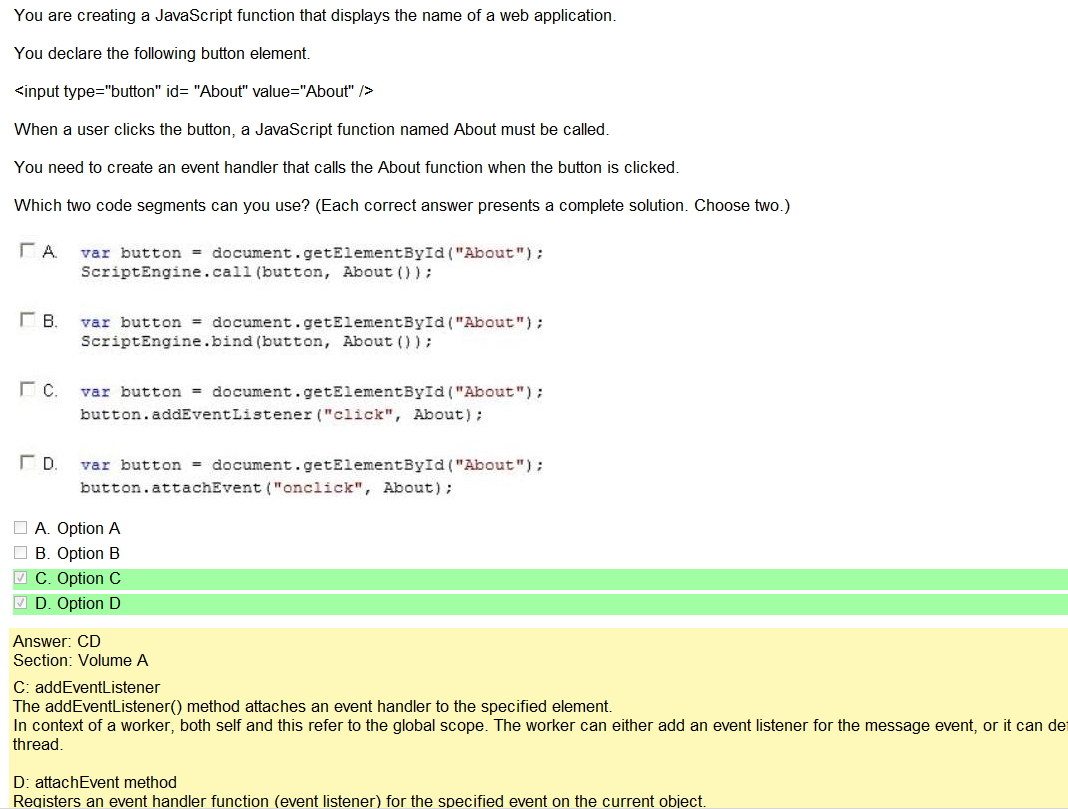 You are creating a JavaScript function that displays the name of a web application.
You declare the following button element.
<input type="button" id= "About" value="About" />
When a user clicks the button, a JavaScript function named About must be called.
You need to create an event handler that calls the About function when the button is clicked.
Which two code segments can you use? (Each correct answer presents a complete solution. Choose two.)
A. var button = document.getElementById("About");
ScriptEngine.call(button, About());
B. var button = document.getElementById("About");
ScriptEngine.bind(button, About());
C. var button = document.getElementById("About");
button.addEventListener("click", About);
D. var button = document.getElementById("About");
button.attachEvent("onclick", About);
A. Option A
B. Option B
C. Option C
D. Option D
Answer: CD
Section: Volume A
C: addEventListener
The addEventListener() method attaches an event handler to the specified element.
In context of a worker, both self and this refer to the global scope. The worker can either add an event listener for the message event, or it can
thread.
D: attachEvent method
Registers an event handler function (event listener) for the specified event on the current object.